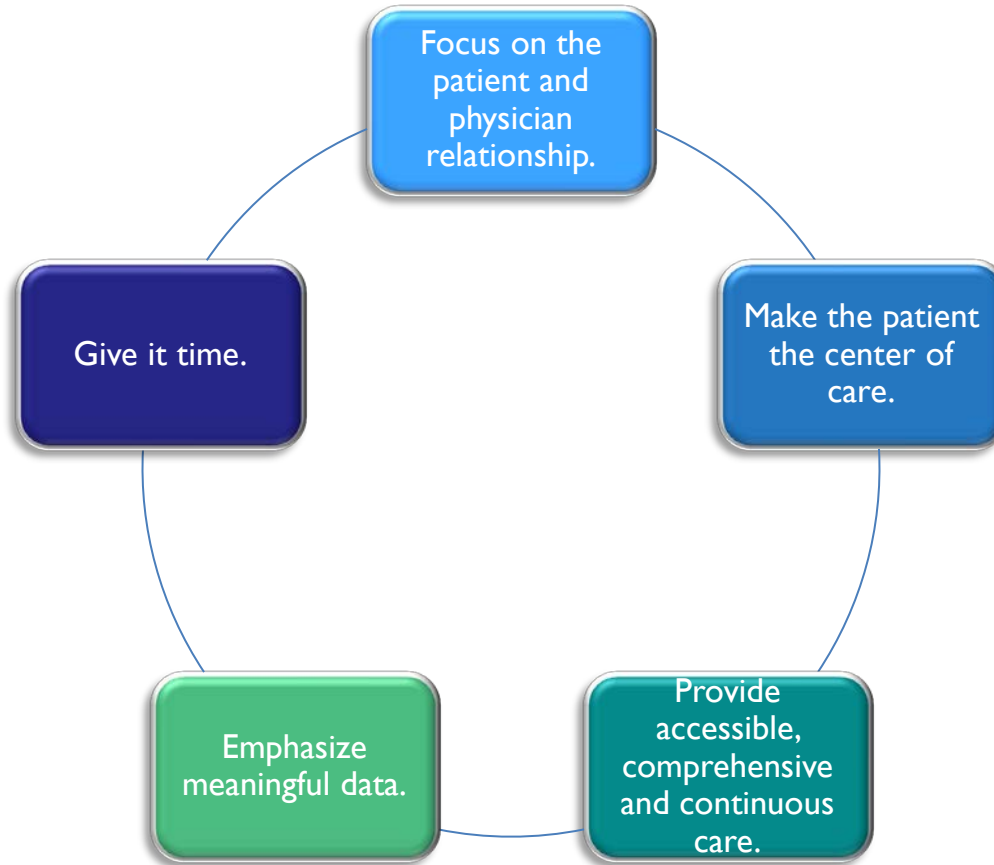 Focus on the
patient and
physician
relationship.
Make the patient
the center of
care.
Provide
accessible,
comprehensive
and continuous
care.
Emphasize
meaningful data.
Give it time.